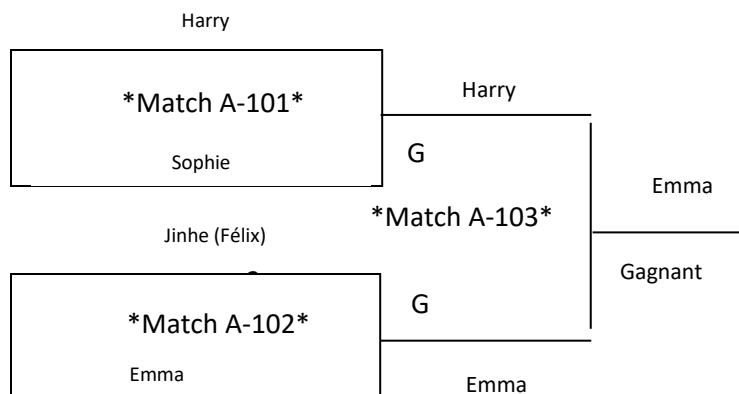 Harry
*Match A-101*
Harry
Sophie
G
Emma
*Match A-103*
Jinhe (Félix)
Gagnant
G
*Match A-102*
Emma
Emma